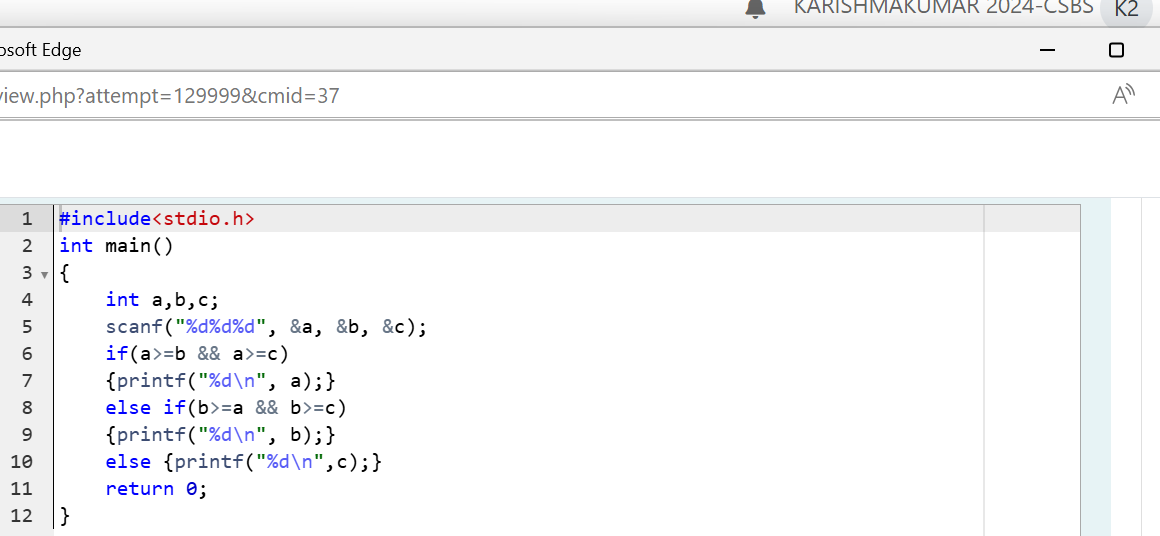 KARISHMAKUMAR 2024-CSBS K2
osoft Edge
view.php?attempt=129999&cmid=37
1 #include<stdio.h>
2 int main()
3 {
4 int a,b,c;
5 scanf("%d%d%d", &a, &b, &c);
6 if(a>=b && a>=c)
7 {printf("%d\n", a);}
8 else if(b>=a && b>=c)
9 {printf("%d\n", b);}
10 else {printf("%d\n",c);}
11 return 0;
12 }